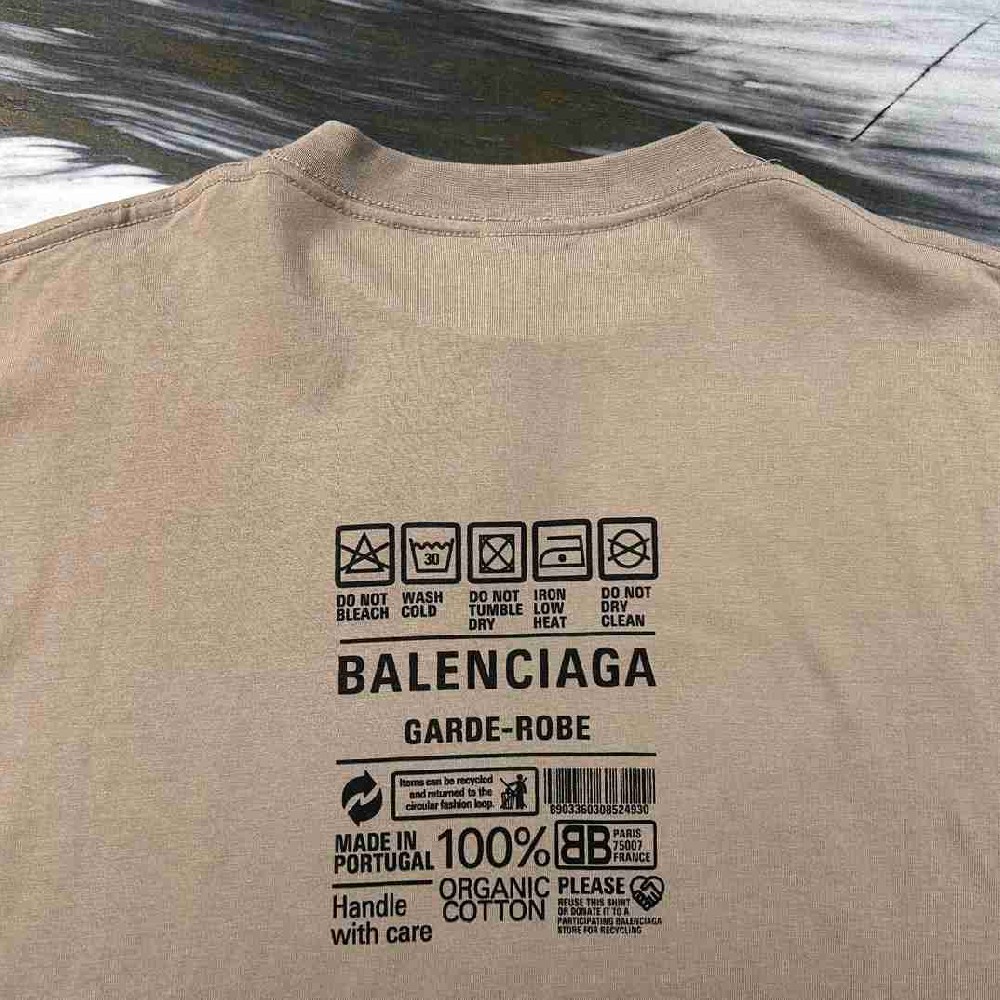 DO NOT BLEACH
WASH COLD
30
DO NOT TUMBLE DRY
IRON LOW HEAT
DO NOT DRY CLEAN
BALENCIAGA
GARDE-ROBE
Items can be recycled
and returned to the
circular fashion loop.
8903360308524930
MADE IN
PORTUGAL
100%
ORGANIC
COTTON
BB
PARIS
75007
FRANCE
Handle
with care
PLEASE
REUSE THIS SHIRT
OR DONATE IT TO A
PARTICIPATING BALENCIAGA
STORE FOR RECYCLING